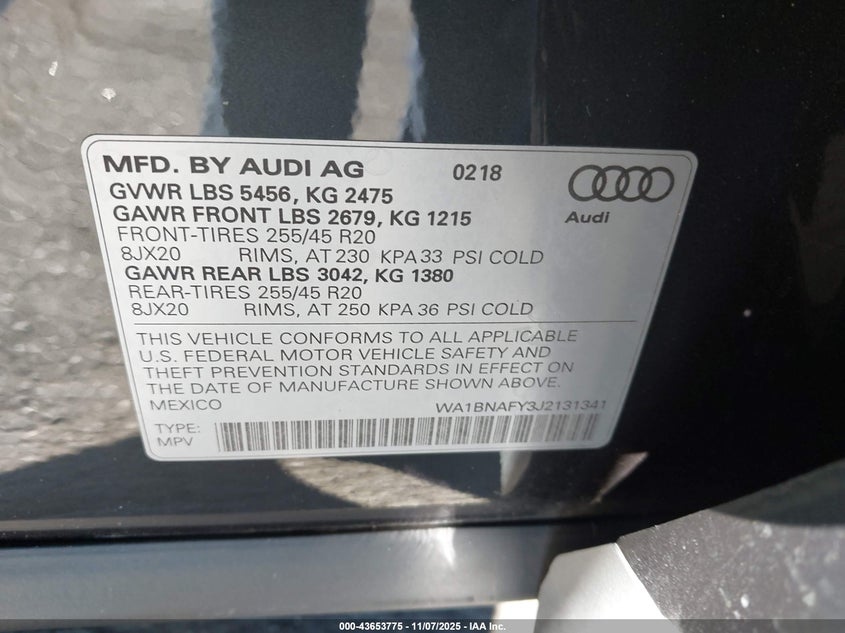 MFD. BY AUDI AG 0218
GVWR LBS 5456, KG 2475
GAWR FRONT LBS 2679, KG 1215
FRONT-TIRES 255/45 R20
8JX20 RIMS, AT 230 KPA 33 PSI COLD
GAWR REAR LBS 3042, KG 1380
REAR-TIRES 255/45 R20
8JX20 RIMS, AT 250 KPA 36 PSI COLD
Audi
THIS VEHICLE CONFORMS TO ALL APPLICABLE
U.S. FEDERAL MOTOR VEHICLE SAFETY AND
THEFT PREVENTION STANDARDS IN EFFECT ON
THE DATE OF MANUFACTURE SHOWN ABOVE.
MEXICO WA1BNAFY3J2131341
TYPE:
MPV
000-43653775 - 11/07/2025 - IAA Inc.